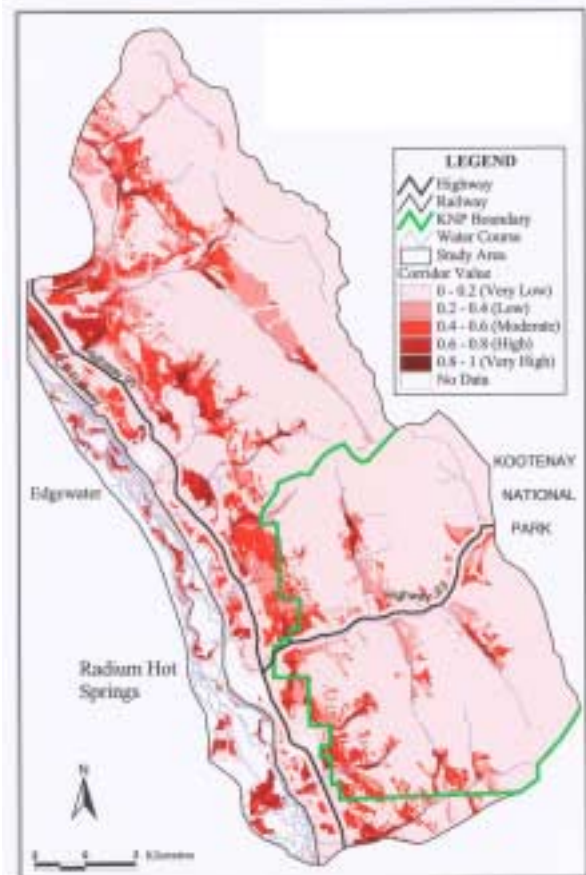 LEGEND
Highway
Railway
KNP Boundary
Water Course
Study Area
Corridor Value
0 - 0.2 (Very Low)
0.2 - 0.4 (Low)
0.4 - 0.6 (Moderate)
0.6 - 0.8 (High)
0.8 - 1 (Very High)
No Data
KOOTENAY
NATIONAL
PARK
Edgewater
Highway 93
Radium Hot
Springs
N
Kilometres